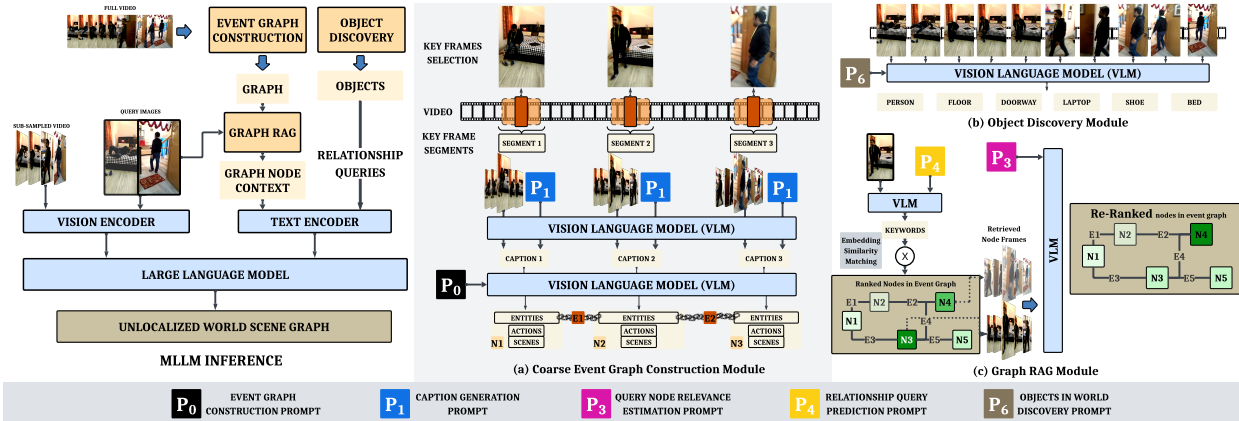 FULL VIDEO
EVENT GRAPH
CONSTRUCTION
OBJECT
DISCOVERY
GRAPH
OBJECTS
QUERY IMAGES
SUB-SAMPLED VIDEO
GRAPH RAG
RELATIONSHIP
QUERIES
GRAPH NODE
CONTEXT
VISION ENCODER
TEXT ENCODER
LARGE LANGUAGE MODEL
UNLOCALIZED WORLD SCENE GRAPH
MLLM INFERENCE
KEY FRAMES
SELECTION
VIDEO
KEY FRAME
SEGMENTS
SEGMENT 1
SEGMENT 2
SEGMENT 3
P1
P1
P1
VISION LANGUAGE MODEL (VLM)
CAPTION 1
CAPTION 2
CAPTION 3
P0
VISION LANGUAGE MODEL (VLM)
ENTITIES
E1
ENTITIES
E2
ENTITIES
ACTIONS
ACTIONS
ACTIONS
N1
SCENES
N2
SCENES
N3
SCENES
(a) Coarse Event Graph Construction Module
P6
VISION LANGUAGE MODEL (VLM)
PERSON
FLOOR
DOORWAY
LAPTOP
SHOE
BED
(b) Object Discovery Module
P4
P3
VLM
KEYWORDS
Embedding
Similarity
Matching
X
Retrieved
Node Frames
Ranked Nodes in Event Graph
E1
N2
E2
N4
N1
E4
E3
N3
E5
N5
VLM
Re-Ranked nodes in event graph
E1
N2
E2
N4
N1
E4
E3
N3
E5
N5
(c) Graph RAG Module
P0
EVENT GRAPH
CONSTRUCTION PROMPT
P1
CAPTION GENERATION
PROMPT
P3
QUERY NODE RELEVANCE
ESTIMATION PROMPT
P4
RELATIONSHIP QUERY
PREDICTION PROMPT
P6
OBJECTS IN WORLD
DISCOVERY PROMPT